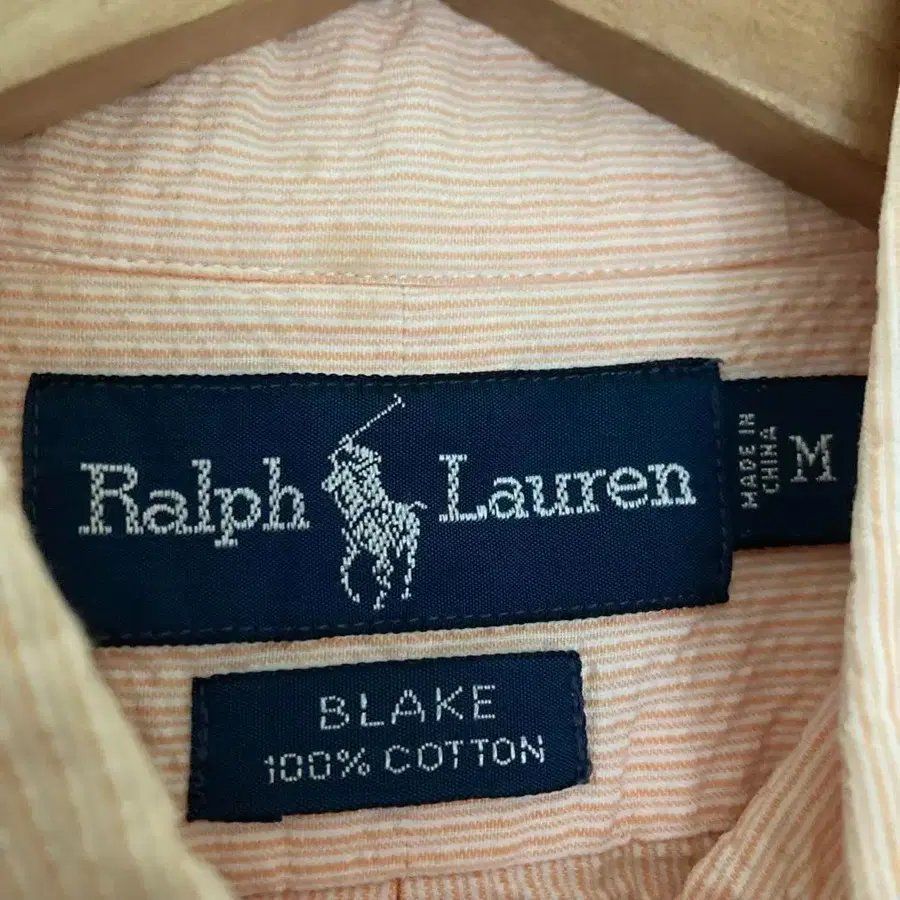 Ralph Lauren
MADE IN
CHINA
M
BLAKE
100% COTTON